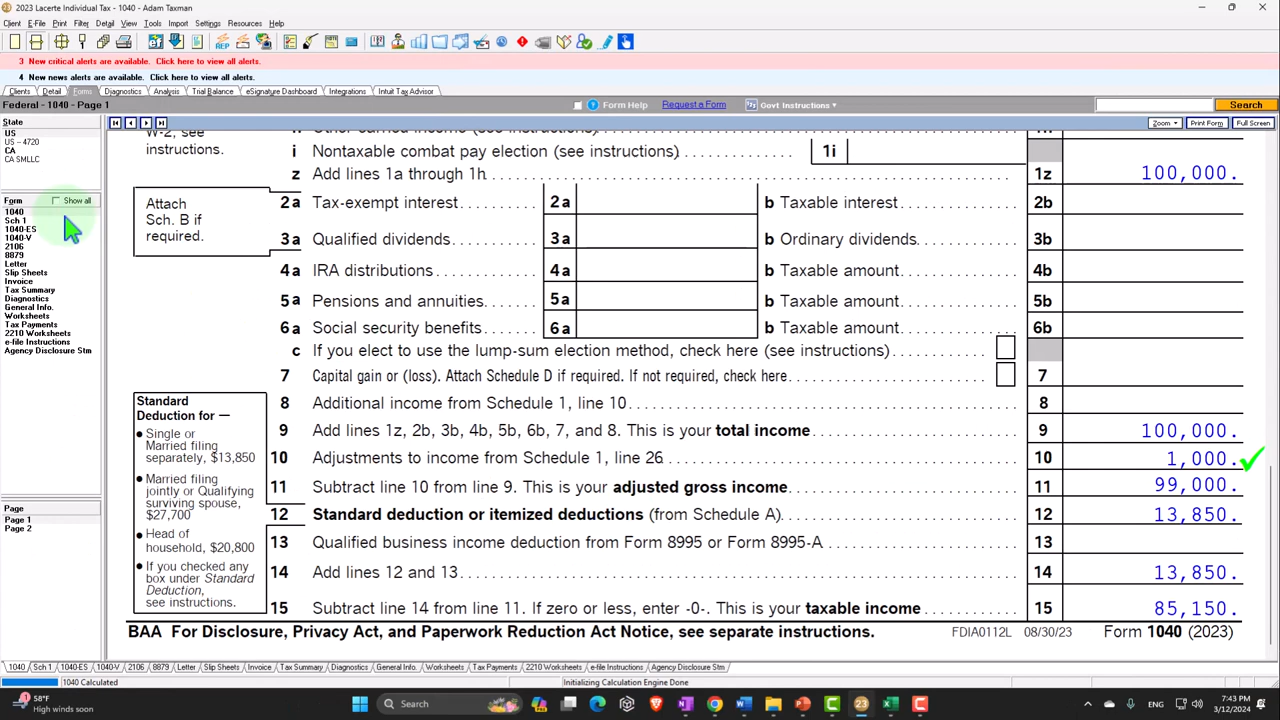 2023 Lacerte Individual Tax - 1040 - Adam Taxman
Client E-File Print Filter Detail View Tools Import Settings Resources Help
3 New critical alerts are available. Click here to view all alerts.
4 New news alerts are available. Click here to view all alerts.
Clients Detail Forms Diagnostics Analysis Trial Balance eSignature Dashboard Integrations Intuit Tax Advisor
Federal - 1040 - Page 1 Form Help Request a Form Govt Instructions Search
State
US
US - 4720
CA
CA SMLLC
Form Show all
1040
Sch 1
1040-ES
1040-V
2106
8879
Letter
Slip Sheets
Invoice
Tax Summary
Diagnostics
General Info.
Worksheets
Tax Payments
2210 Worksheets
e-file Instructions
Agency Disclosure Stm
Page
Page 1
Page 2
Zoom Print Form Full Screen
W-2, see
instructions.
i Nontaxable combat pay election (see instructions) 1i
z Add lines 1a through 1h 1z 100,000.
Attach
Sch. B if
required.
2a Tax-exempt interest 2a b Taxable interest 2b
3a Qualified dividends 3a b Ordinary dividends 3b
4a IRA distributions 4a b Taxable amount 4b
5a Pensions and annuities 5a b Taxable amount 5b
6a Social security benefits 6a b Taxable amount 6b
c If you elect to use the lump-sum election method, check here (see instructions)
7 Capital gain or (loss). Attach Schedule D if required. If not required, check here 7
Standard
Deduction for —
● Single or
Married filing
separately, $13,850
● Married filing
jointly or Qualifying
surviving spouse,
$27,700
● Head of
household, $20,800
● If you checked any
box under Standard
Deduction,
see instructions.
8 Additional income from Schedule 1, line 10 8
9 Add lines 1z, 2b, 3b, 4b, 5b, 6b, 7, and 8. This is your total income 9 100,000.
10 Adjustments to income from Schedule 1, line 26 10 1,000.
11 Subtract line 10 from line 9. This is your adjusted gross income 11 99,000.
12 Standard deduction or itemized deductions (from Schedule A) 12 13,850.
13 Qualified business income deduction from Form 8995 or Form 8995-A 13
14 Add lines 12 and 13 14 13,850.
15 Subtract line 14 from line 11. If zero or less, enter -0-. This is your taxable income 15 85,150.
BAA For Disclosure, Privacy Act, and Paperwork Reduction Act Notice, see separate instructions. FDIA0112L 08/30/23 Form 1040 (2023)
1040 Sch 1 1040-ES 1040-V 2106 8879 Letter Slip Sheets Invoice Tax Summary Diagnostics General Info. Worksheets Tax Payments 2210 Worksheets e-file Instructions Agency Disclosure Stm
1040 Calculated Initializing Calculation Engine Done
58°F
High winds soon
Search
23
ENG
7:43 PM
3/12/2024